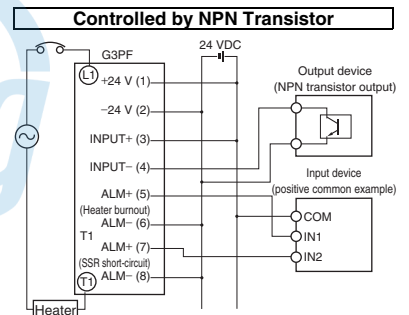 Controlled by NPN Transistor
24 VDC
G3PF
L1
+24 V (1)
−24 V (2)
INPUT+ (3)
INPUT− (4)
ALM+ (5)
(Heater burnout)
ALM− (6)
T1
ALM+ (7)
(SSR short-circuit)
T1
ALM− (8)
Heater
Output device
(NPN transistor output)
Input device
(positive common example)
COM
IN1
IN2